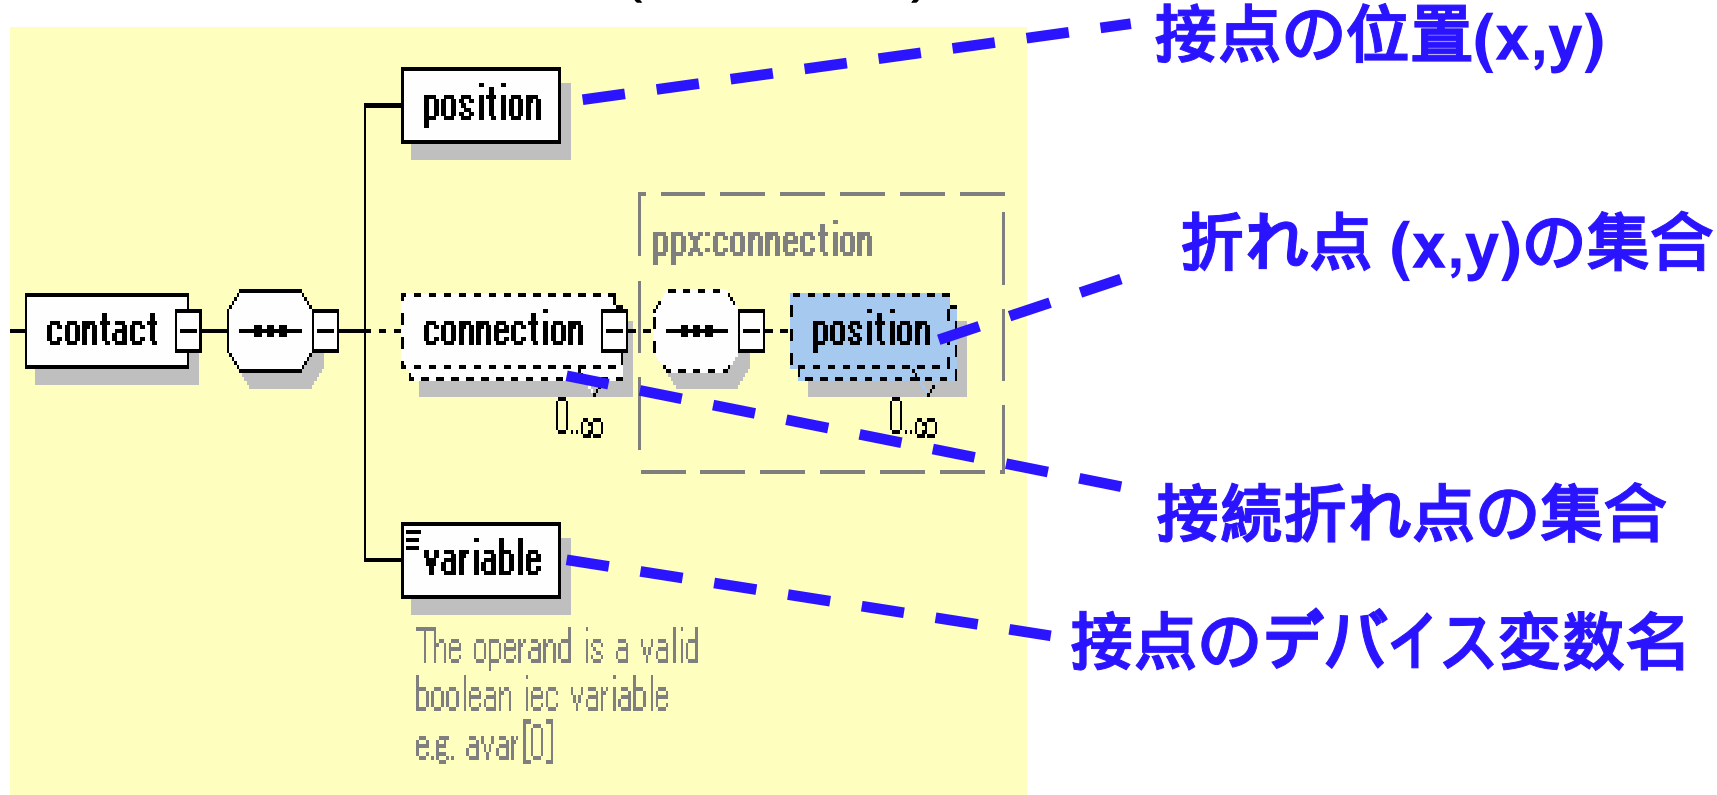 接点の位置(x,y)
position
折れ点 (x,y)の集合
ppx:connection
contact
connection
position
0..∞
0..∞
接続折れ点の集合
variable
接点のデバイス変数名
The operand is a valid
boolean iec variable
e.g. avar[0]